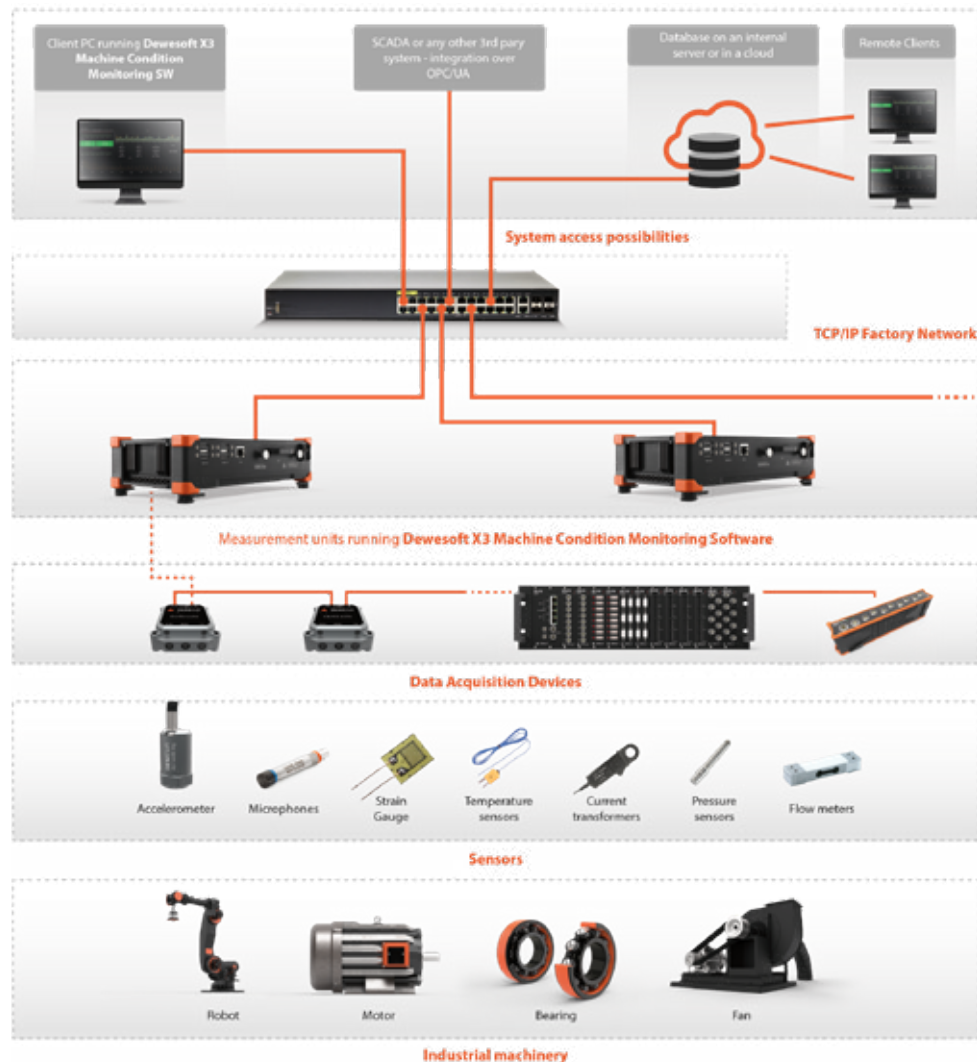 Client PC running Dewesoft X3
Machine Condition
Monitoring SW
SCADA or any other 3rd pary
system - integration over
OPC/UA
Database on an internal
server or in a cloud
Remote Clients
System access possibilities
TCP/IP Factory Network
Measurement units running Dewesoft X3 Machine Condition Monitoring Software
Data Acquisition Devices
Accelerometer
Microphones
Strain
Gauge
Temperature
sensors
Current
transformers
Pressure
sensors
Flow meters
Sensors
Robot
Motor
Bearing
Fan
Industrial machinery